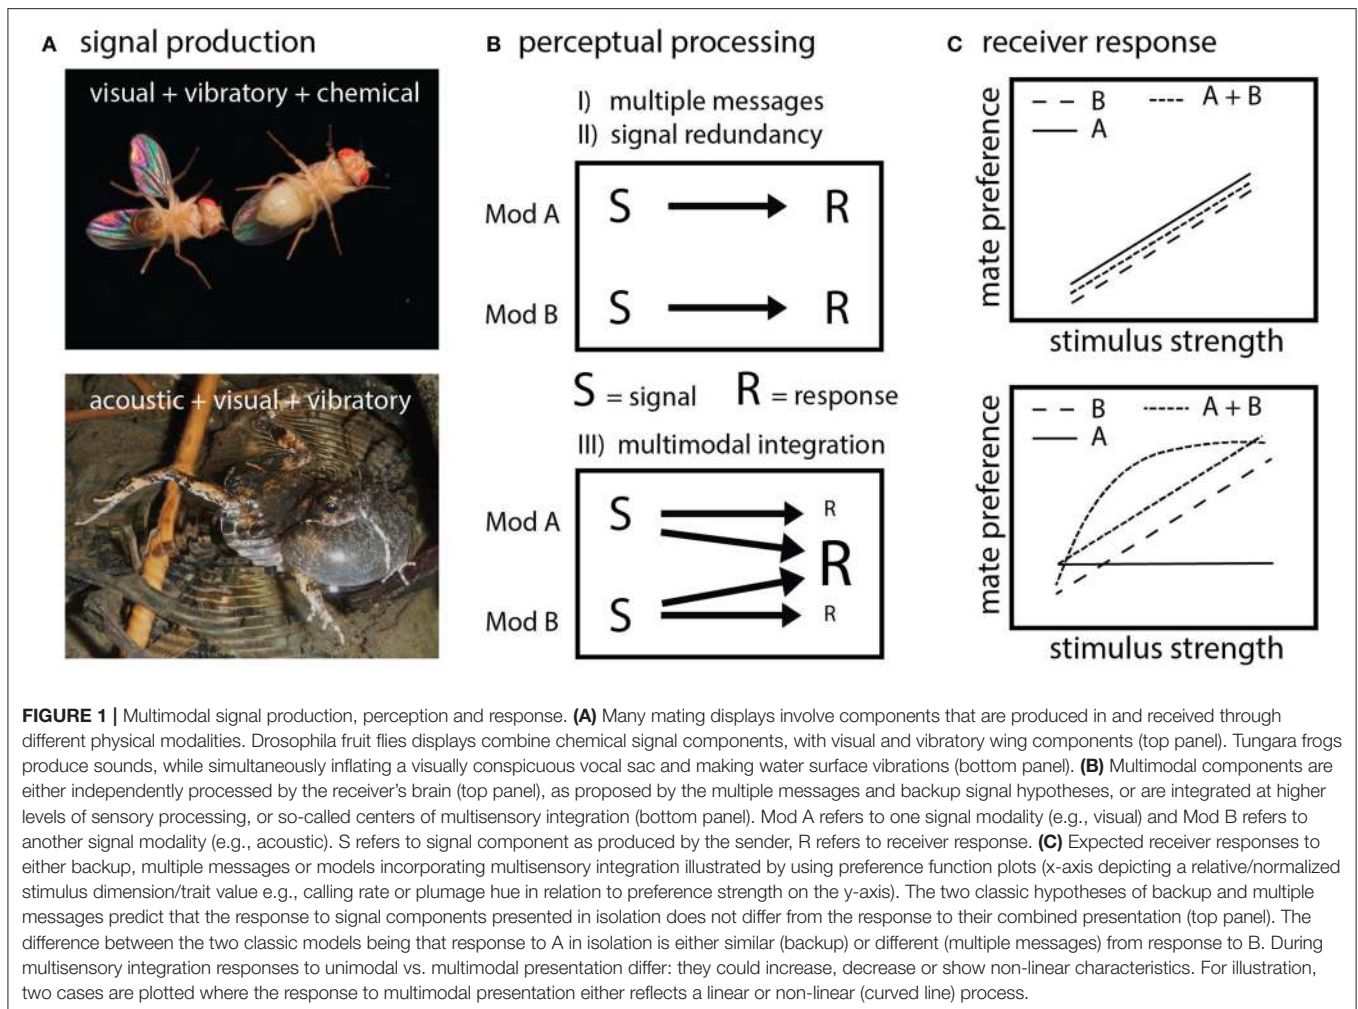 A signal production
visual + vibratory + chemical
acoustic + visual + vibratory
B perceptual processing
I) multiple messages
II) signal redundancy
Mod A S R
Mod B S R
S = signal R = response
III) multimodal integration
Mod A S R
R
Mod B S R
C receiver response
B A + B
A
mate preference
stimulus strength
B A + B
A
mate preference
stimulus strength
FIGURE 1 | Multimodal signal production, perception and response. (A) Many mating displays involve components that are produced in and received through
different physical modalities. Drosophila fruit flies displays combine chemical signal components, with visual and vibratory wing components (top panel). Tungara frogs
produce sounds, while simultaneously inflating a visually conspicuous vocal sac and making water surface vibrations (bottom panel). (B) Multimodal components are
either independently processed by the receiver's brain (top panel), as proposed by the multiple messages and backup signal hypotheses, or are integrated at higher
levels of sensory processing, or so-called centers of multisensory integration (bottom panel). Mod A refers to one signal modality (e.g., visual) and Mod B refers to
another signal modality (e.g., acoustic). S refers to signal component as produced by the sender, R refers to receiver response. (C) Expected receiver responses to
either backup, multiple messages or models incorporating multisensory integration illustrated by using preference function plots (x-axis depicting a relative/normalized
stimulus dimension/trait value e.g., calling rate or plumage hue in relation to preference strength on the y-axis). The two classic hypotheses of backup and multiple
messages predict that the response to signal components presented in isolation does not differ from the response to their combined presentation (top panel). The
difference between the two classic models being that response to A in isolation is either similar (backup) or different (multiple messages) from response to B. During
multisensory integration responses to unimodal vs. multimodal presentation differ: they could increase, decrease or show non-linear characteristics. For illustration,
two cases are plotted where the response to multimodal presentation either reflects a linear or non-linear (curved line) process.